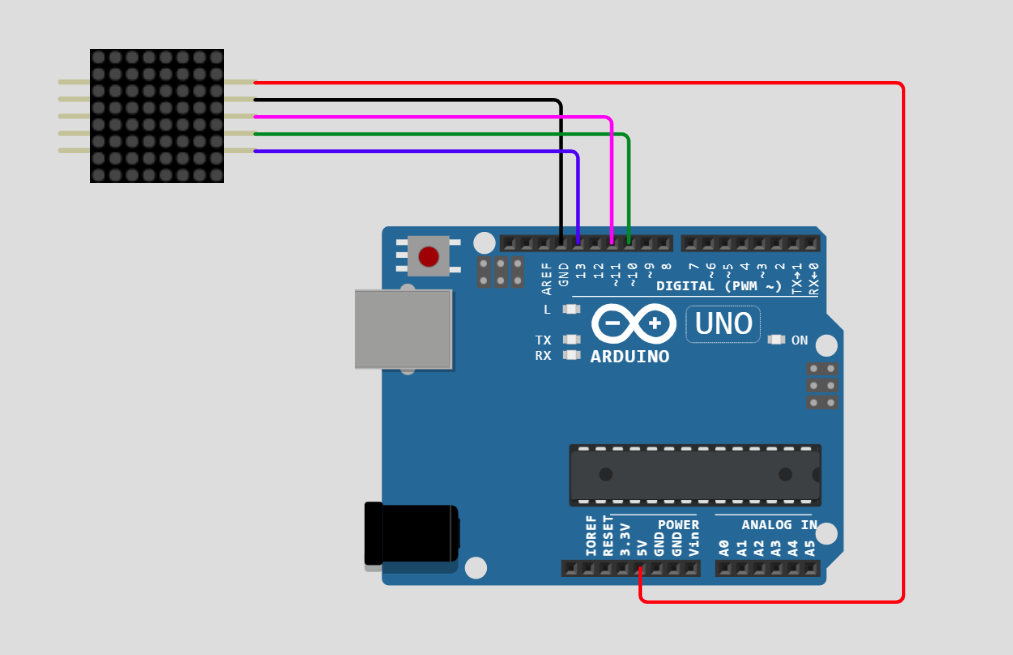 AREF
GND
13
12
~11
~10
~9
8
7
~6
~5
4
~3
2
TX→1
RX←0
DIGITAL (PWM ~)
L
TX
RX
UNO
ON
ARDUINO
IOREF
RESET
3.3V
5V
GND
GND
Vin
POWER
ANALOG IN
A0
A1
A2
A3
A4
A5